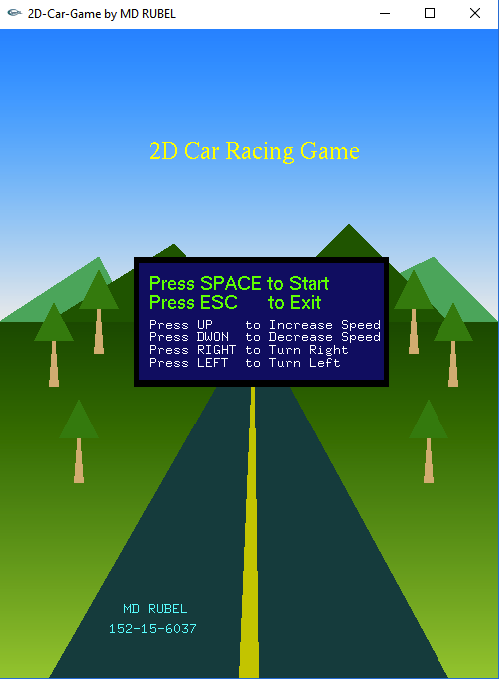 2D-Car-Game by MD RUBEL
2D Car Racing Game
Press SPACE to Start
Press ESC to Exit
Press UP to Increase Speed
Press DWON to Decrease Speed
Press RIGHT to Turn Right
Press LEFT to Turn Left
MD RUBEL
152-15-6037